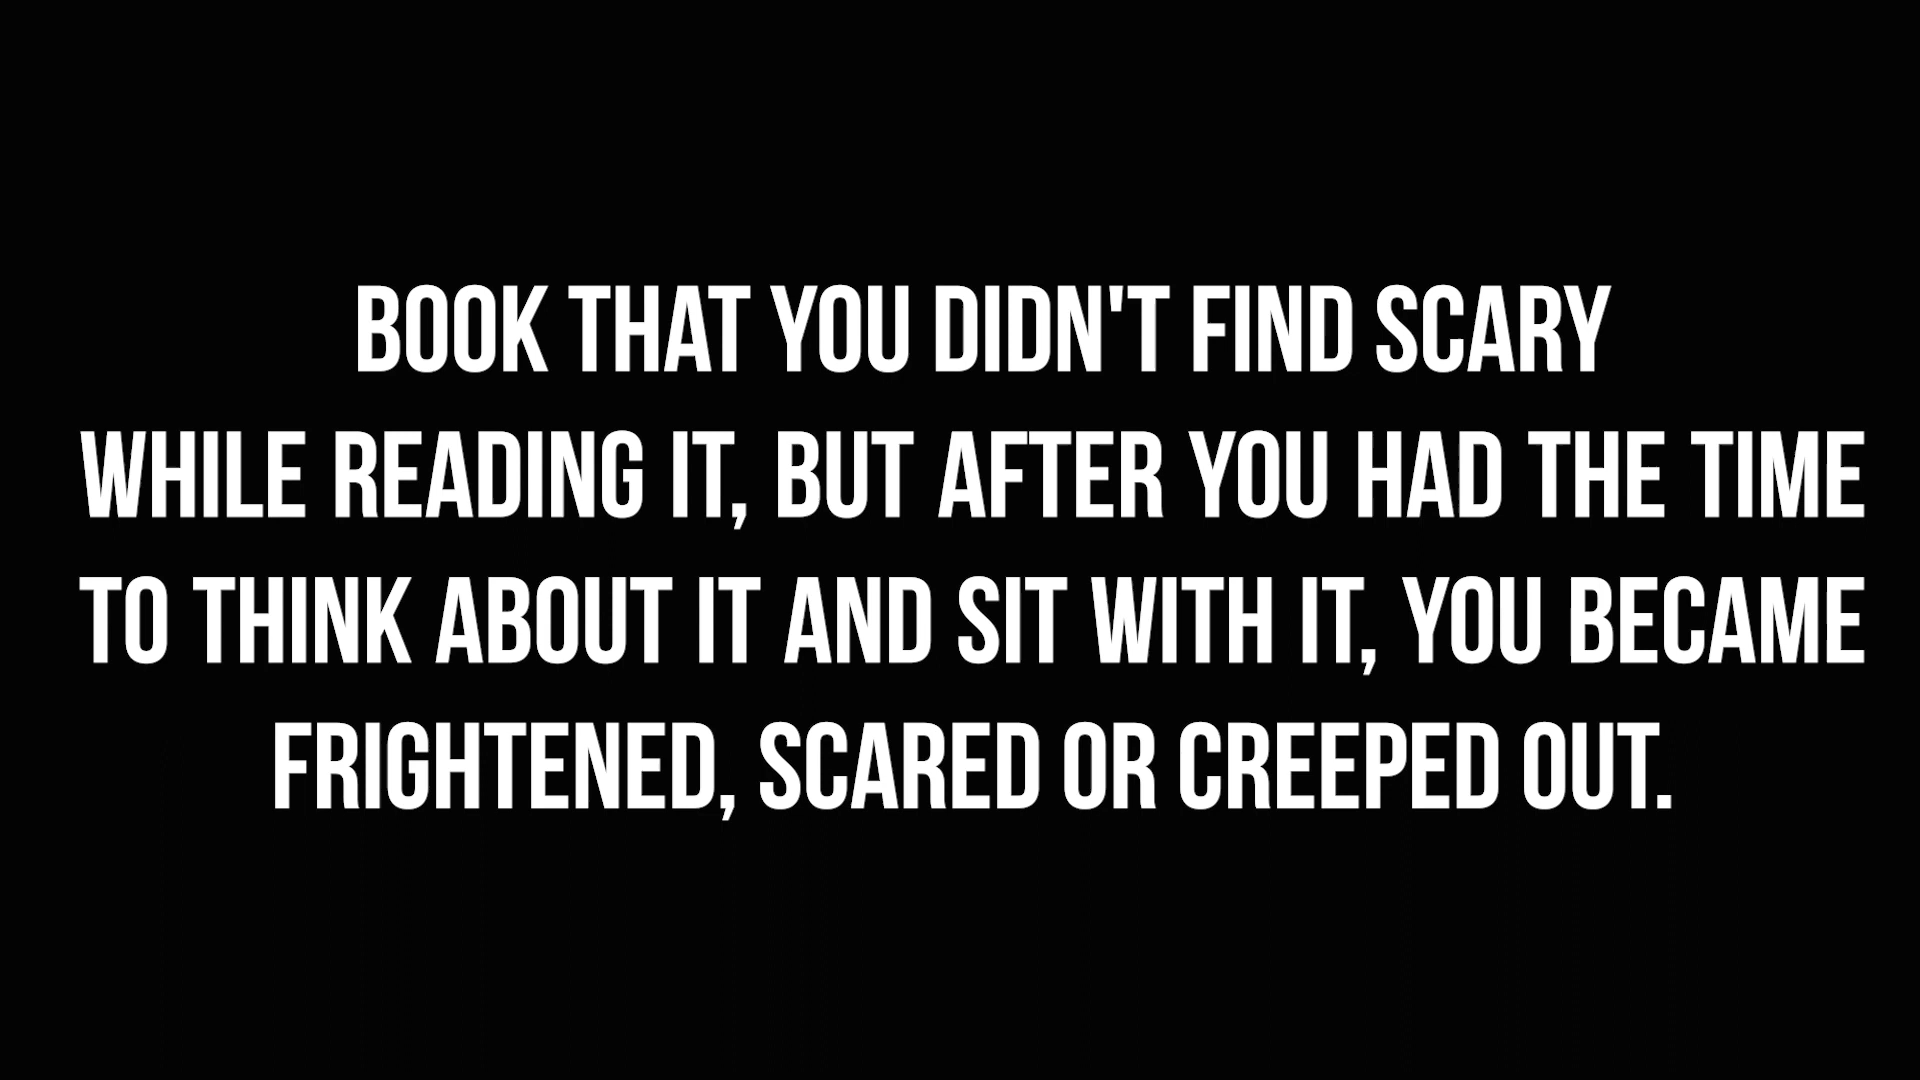 BOOK THAT YOU DIDN'T FIND SCARY
WHILE READING IT, BUT AFTER YOU HAD THE TIME
TO THINK ABOUT IT AND SIT WITH IT, YOU BECAME
FRIGHTENED, SCARED OR CREEPED OUT.